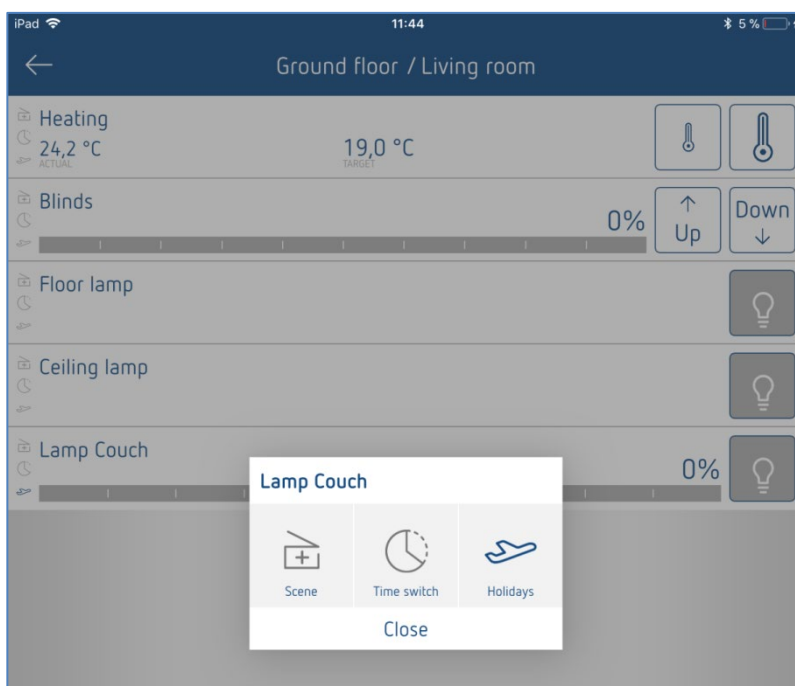 iPad 11:44 5 %
Ground floor / Living room
Heating
24,2 °C 19,0 °C
ACTUAL TARGET
Blinds
0% Up Down
Floor lamp
Ceiling lamp
Lamp Couch
0%
Lamp Couch
Scene Time switch Holidays
Close